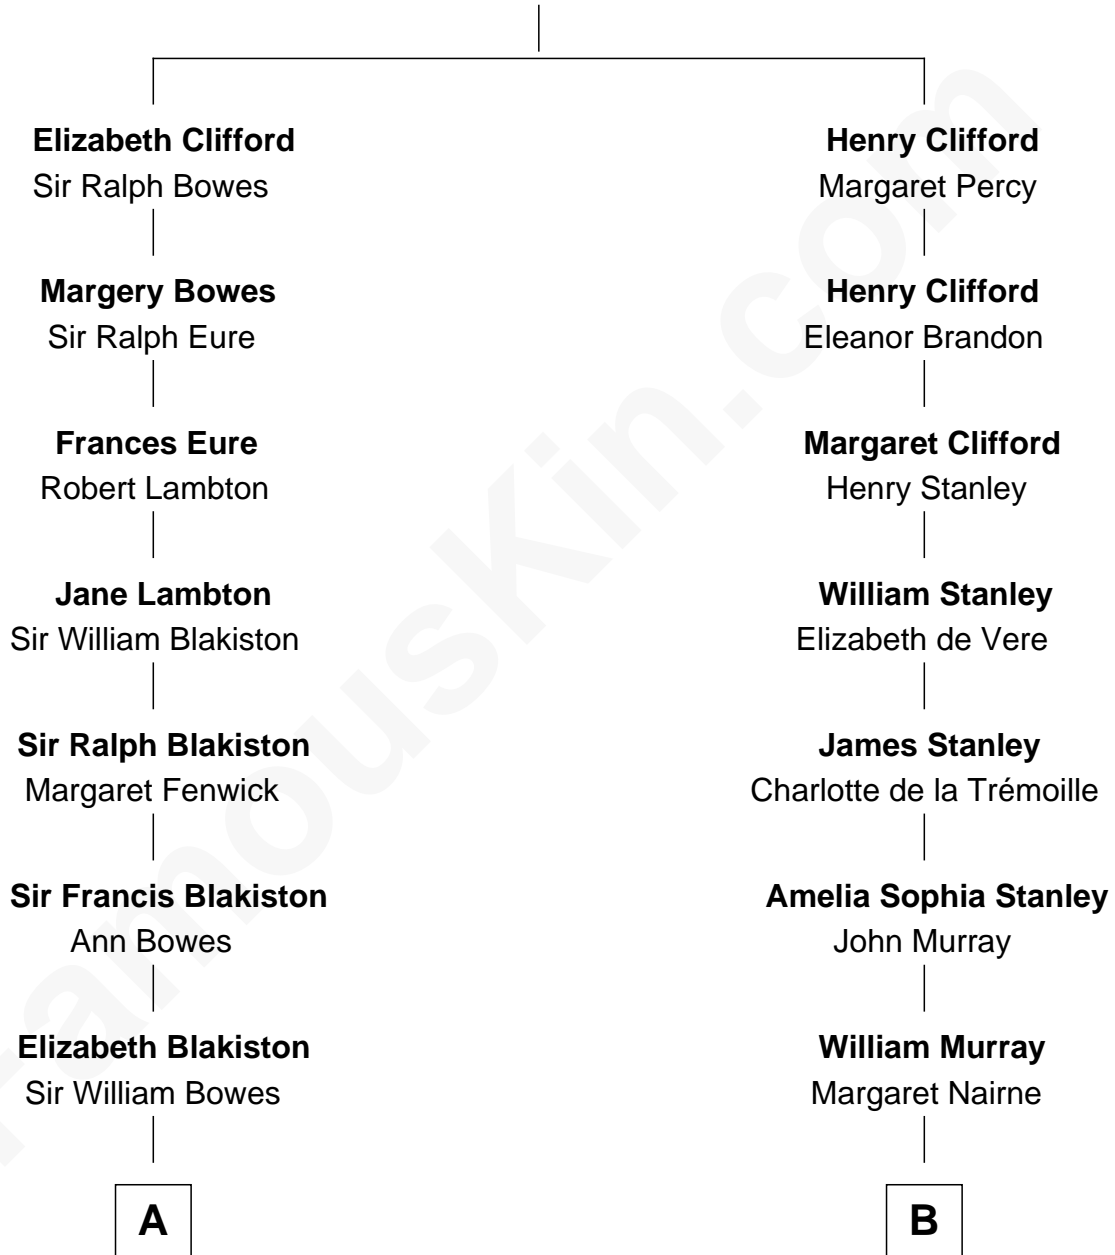 Elizabeth Clifford
Sir Ralph Bowes
Margery Bowes
Sir Ralph Eure
Frances Eure
Robert Lambton
Jane Lambton
Sir William Blakiston
Sir Ralph Blakiston
Margaret Fenwick
Sir Francis Blakiston
Ann Bowes
Elizabeth Blakiston
Sir William Bowes
A
Henry Clifford
Margaret Percy
Henry Clifford
Eleanor Brandon
Margaret Clifford
Henry Stanley
William Stanley
Elizabeth de Vere
James Stanley
Charlotte de la Trémoille
Amelia Sophia Stanley
John Murray
William Murray
Margaret Nairne
B
FamousKin.com